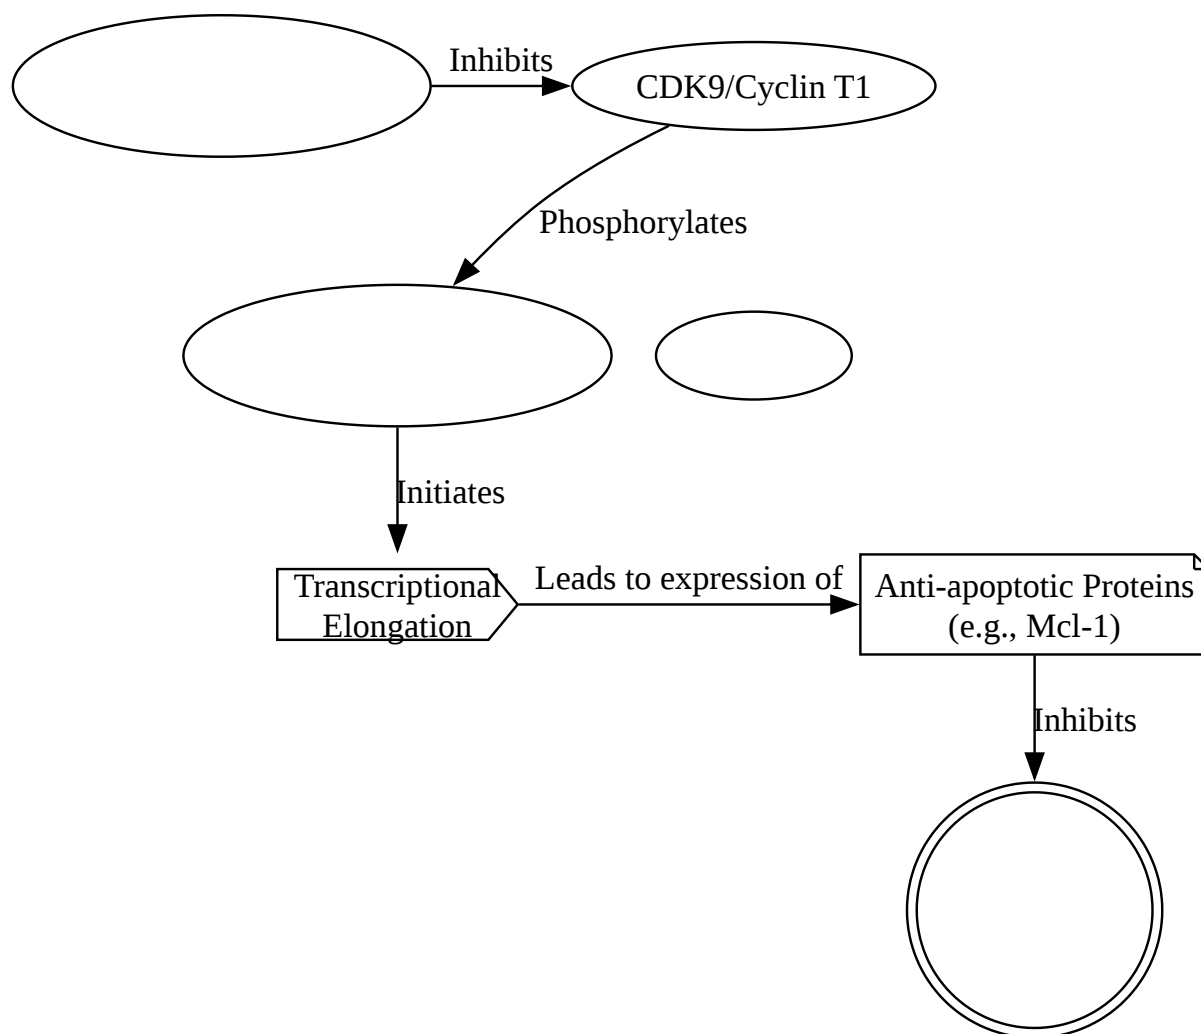 Inhibits
CDK9/Cyclin T1
Phosphorylates
Initiates
Transcriptional
Elongation
Leads to expression of
Anti-apoptotic Proteins
(e.g., Mcl-1)
Inhibits